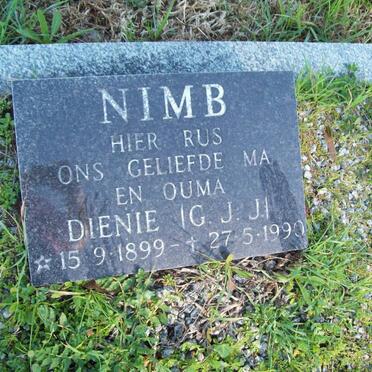 NIMB
HIER RUS
ONS GELIEFDE MA
EN OUMA
DIENIE (G. J. J)
☆ 15.9.1899 - † 27.5.1990